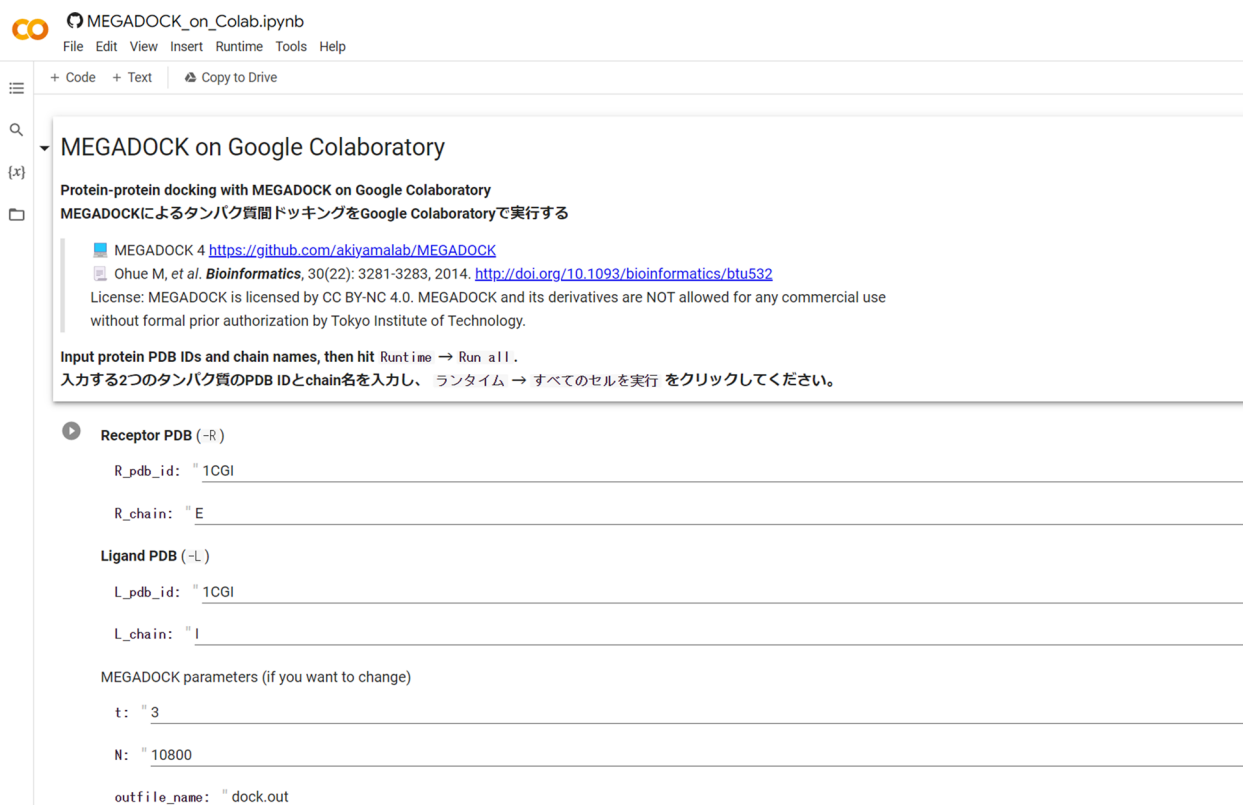 MEGADOCK_on_Colab.ipynb
File Edit View Insert Runtime Tools Help
+ Code + Text Copy to Drive
MEGADOCK on Google Colaboratory
{x}
Protein-protein docking with MEGADOCK on Google Colaboratory
MEGADOCKによるタンパク質間ドッキングをGoogle Colaboratoryで実行する
MEGADOCK 4 https://github.com/akiyamalab/MEGADOCK
Ohue M, et al. Bioinformatics, 30(22): 3281-3283, 2014. http://doi.org/10.1093/bioinformatics/btu532
License: MEGADOCK is licensed by CC BY-NC 4.0. MEGADOCK and its derivatives are NOT allowed for any commercial use
without formal prior authorization by Tokyo Institute of Technology.
Input protein PDB IDs and chain names, then hit Runtime → Run all.
入力する2つのタンパク質のPDB IDとchain名を入力し、 ランタイム → すべてのセルを実行 をクリックしてください。
Receptor PDB (-R)
R_pdb_id: "1CGI
R_chain: "E
Ligand PDB (-L)
L_pdb_id: "1CGI
L_chain: "I
MEGADOCK parameters (if you want to change)
t: "3
N: "10800
outfile_name: "dock.out